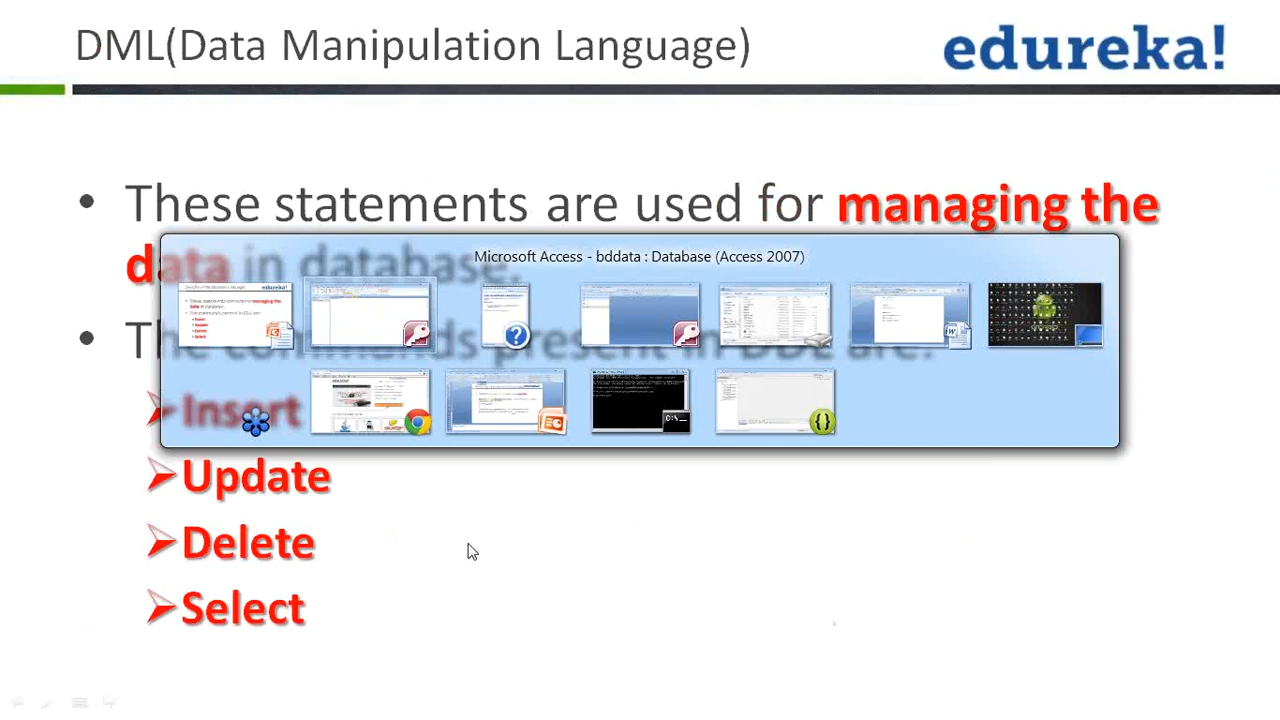 DML(Data Manipulation Language)
edureka!
• These statements are used for managing the
data in database.
Microsoft Access - bddata : Database (Access 2007)
• The commands present in DDL are:
Insert
Update
Delete
Select